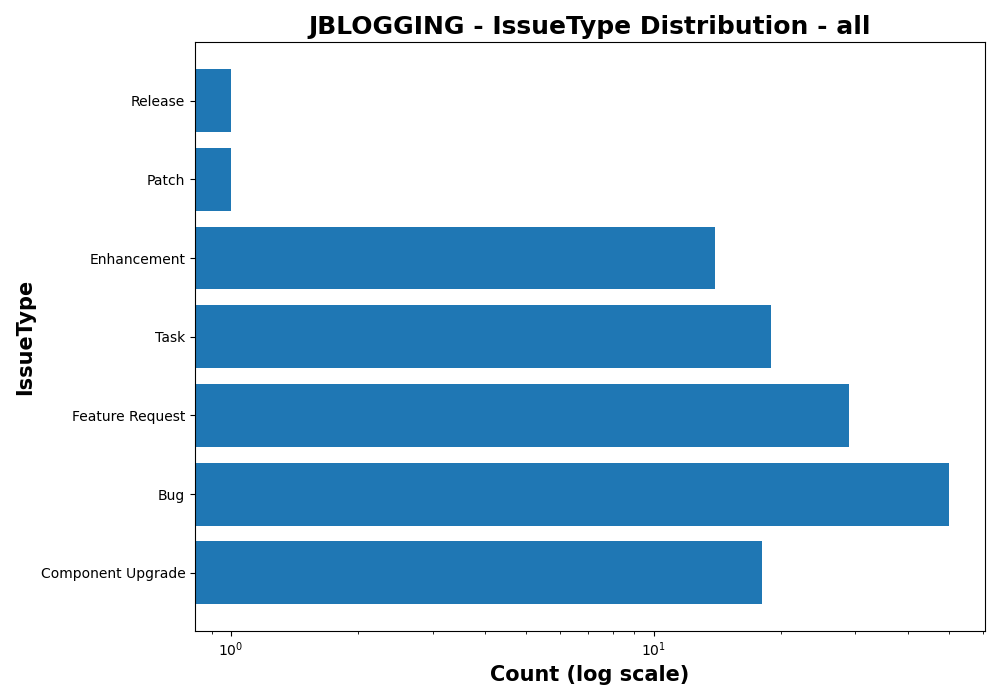 JBLOGGING - IssueType Distribution - all
Release
Patch
Enhancement
Task
Feature Request
Bug
Component Upgrade
IssueType
10⁰ 10¹
Count (log scale)